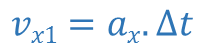 v_{x1} = a_x . Δt